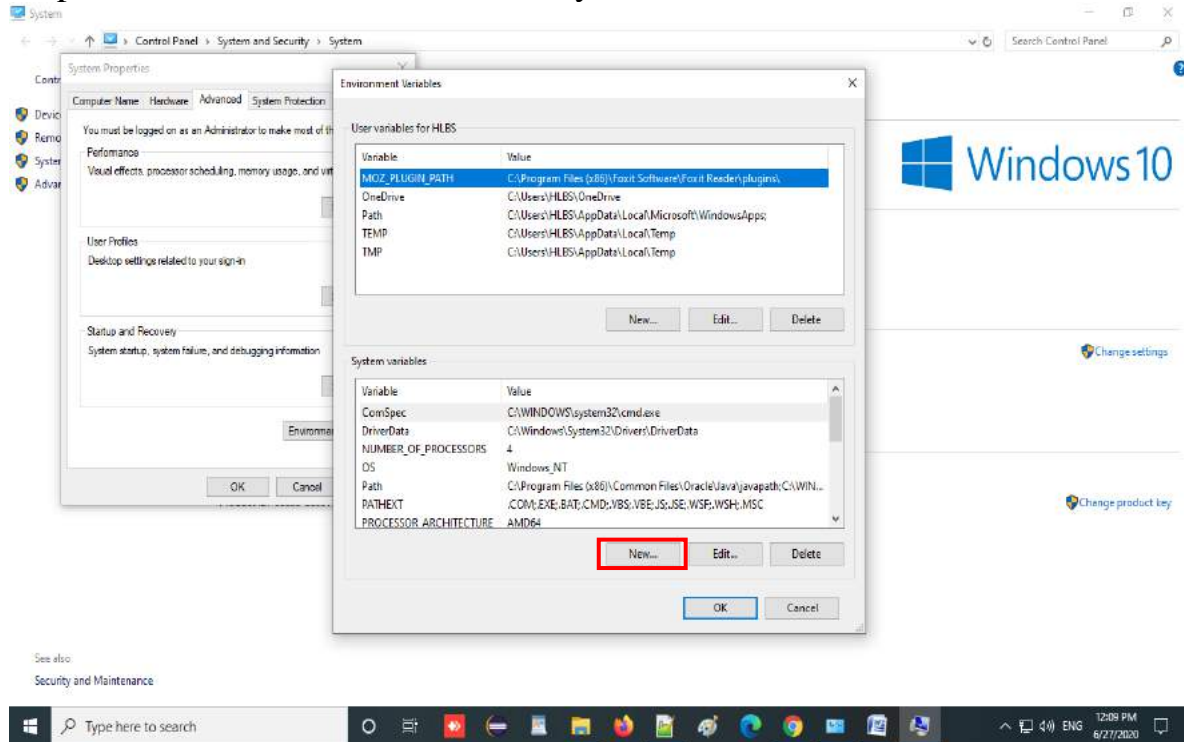 System
Control Panel > System and Security > System
Search Control Panel
System Properties
Computer Name Hardware Advanced System Protection
You must be logged on as an Administrator to make most of th
Performance
Visual effects, processor scheduling, memory usage, and virt
User Profiles
Desktop settings related to your sign-in
Startup and Recovery
System startup, system failure, and debugging information
Environmen
OK Cancel
Contr
Devic
Remo
System
Advan
Environment Variables
User variables for HLBS
Variable Value
MOZ_PLUGIN_PATH C:\Program Files (x86)\Foxit Software\Foxit Reader\plugins\
OneDrive C:\Users\HLBS\OneDrive
Path C:\Users\HLBS\AppData\Local\Microsoft\WindowsApps;
TEMP C:\Users\HLBS\AppData\Local\Temp
TMP C:\Users\HLBS\AppData\Local\Temp
New... Edit... Delete
System variables
Variable Value
ComSpec C:\WINDOWS\system32\cmd.exe
DriverData C:\Windows\System32\Drivers\DriverData
NUMBER_OF_PROCESSORS 4
OS Windows_NT
Path C:\Program Files (x86)\Common Files\Oracle\Java\javapath;C:\WIN...
PATHEXT .COM;.EXE;.BAT;.CMD;.VBS;.VBE;.JS;.JSE;.WSF;.WSH;.MSC
PROCESSOR_ARCHITECTURE AMD64
New... Edit... Delete
OK Cancel
Windows 10
Change settings
Change product key
See also
Security and Maintenance
Type here to search
ENG
12:09 PM
6/27/2020